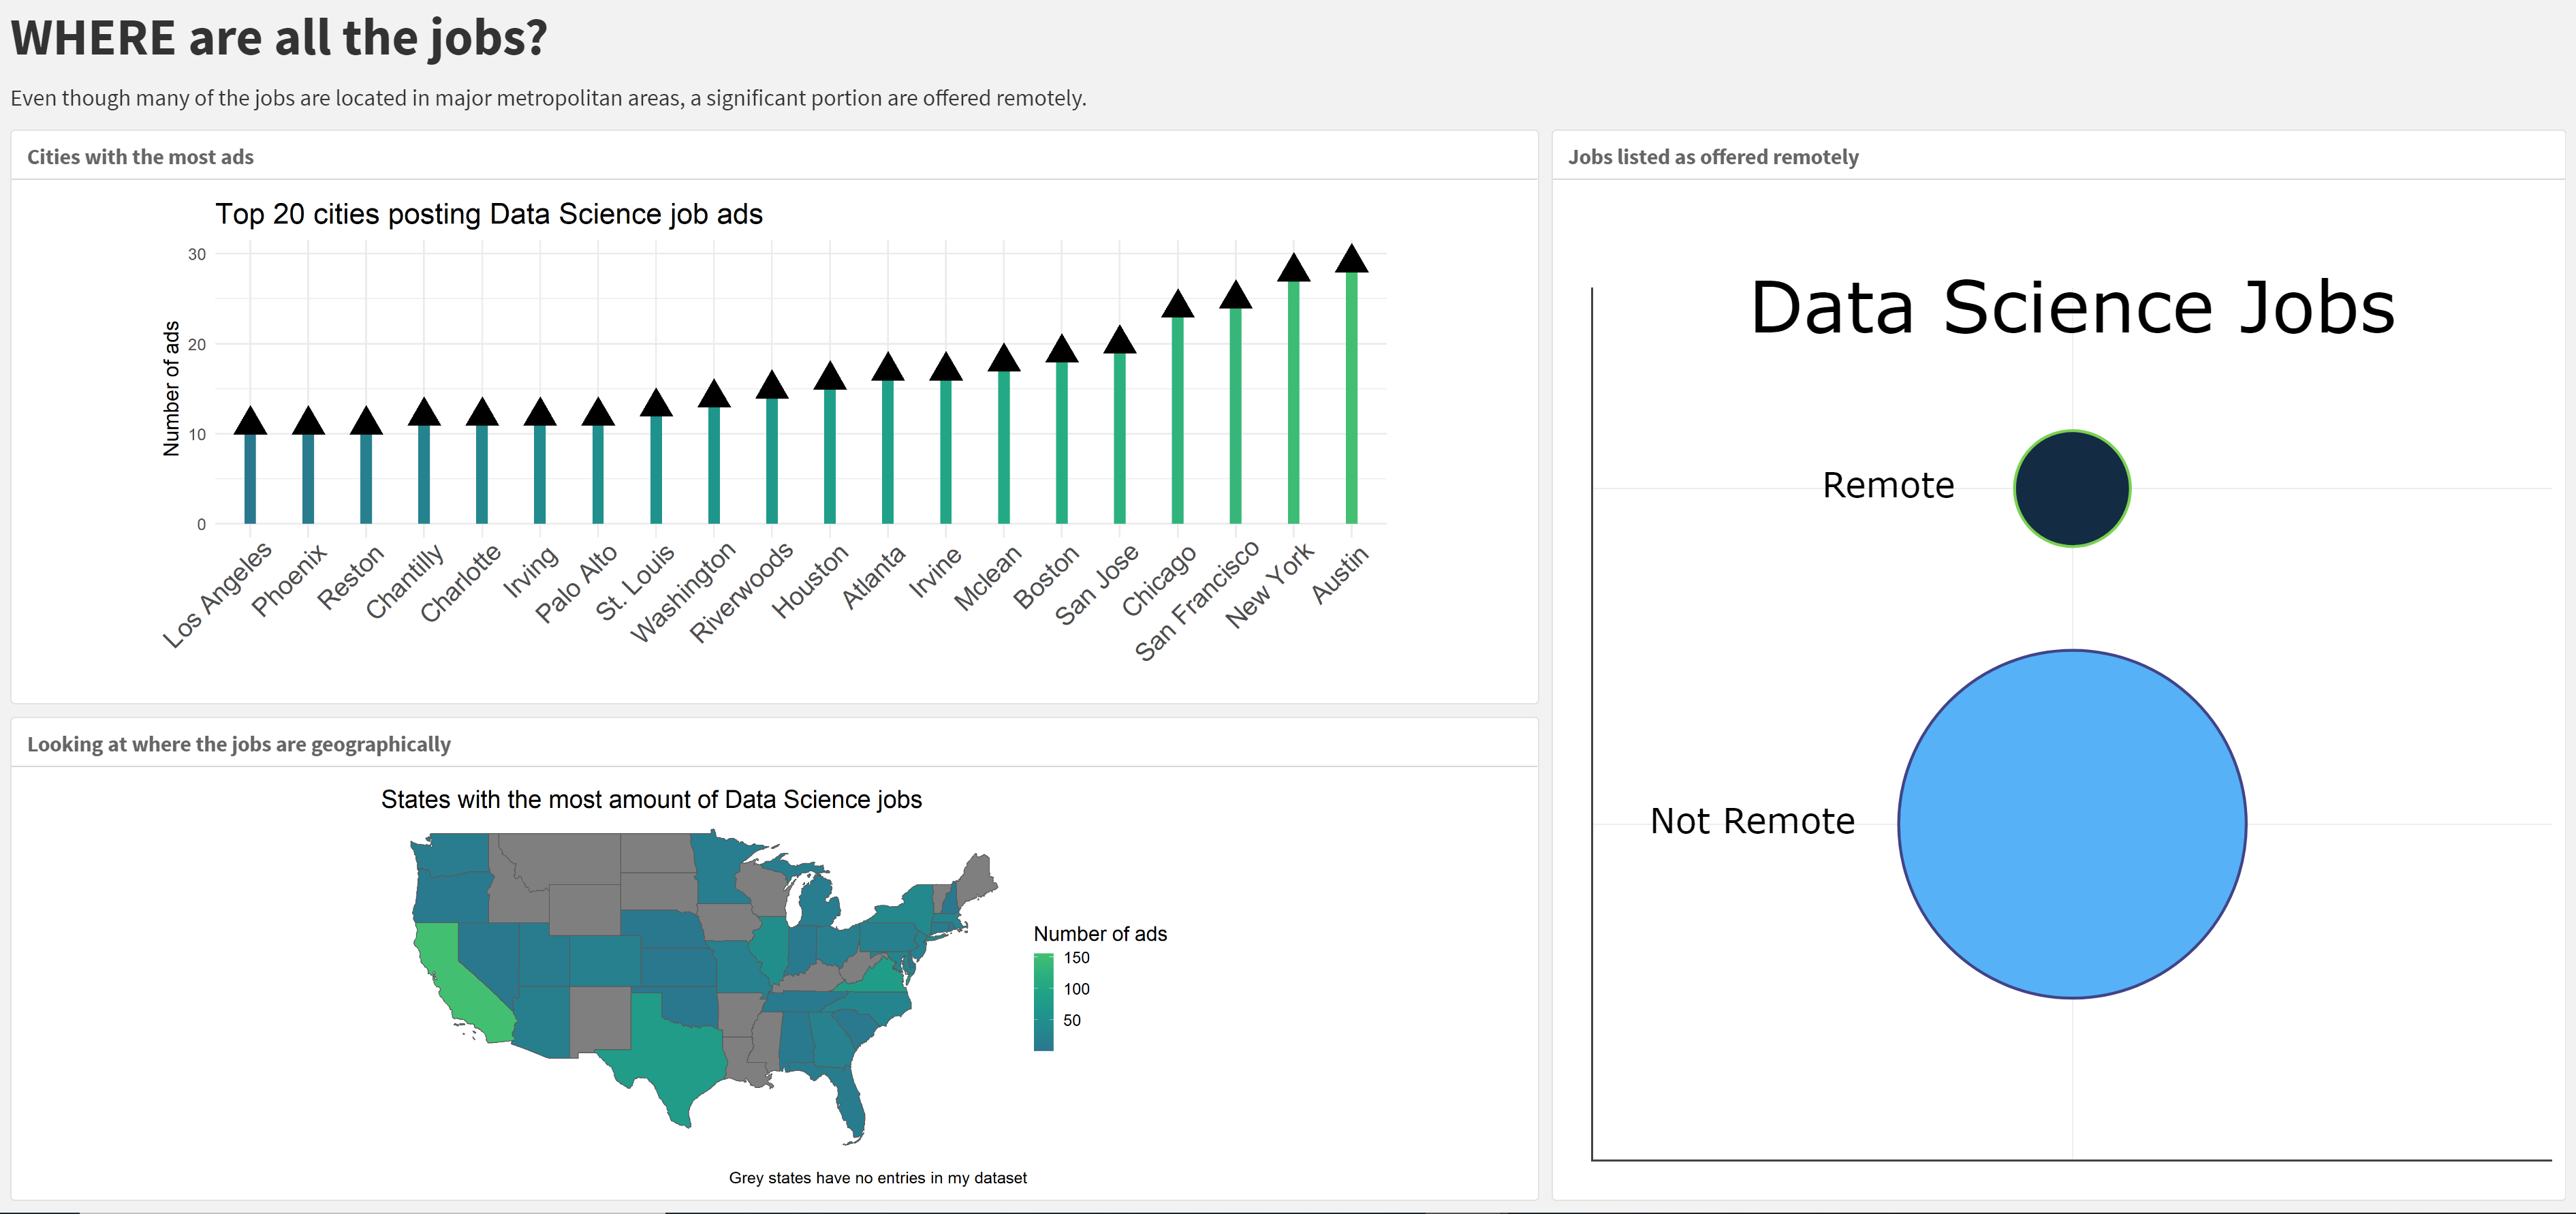 WHERE are all the jobs?
Even though many of the jobs are located in major metropolitan areas, a significant portion are offered remotely.
Cities with the most ads
Top 20 cities posting Data Science job ads
Number of ads
30
20
10
0
Los Angeles
Phoenix
Reston
Chantilly
Charlotte
Irving
Palo Alto
St. Louis
Washington
Riverwoods
Houston
Atlanta
Irvine
Mclean
Boston
San Jose
Chicago
San Francisco
New York
Austin
Looking at where the jobs are geographically
States with the most amount of Data Science jobs
Number of ads
150
100
50
Grey states have no entries in my dataset
Jobs listed as offered remotely
Data Science Jobs
Remote
Not Remote